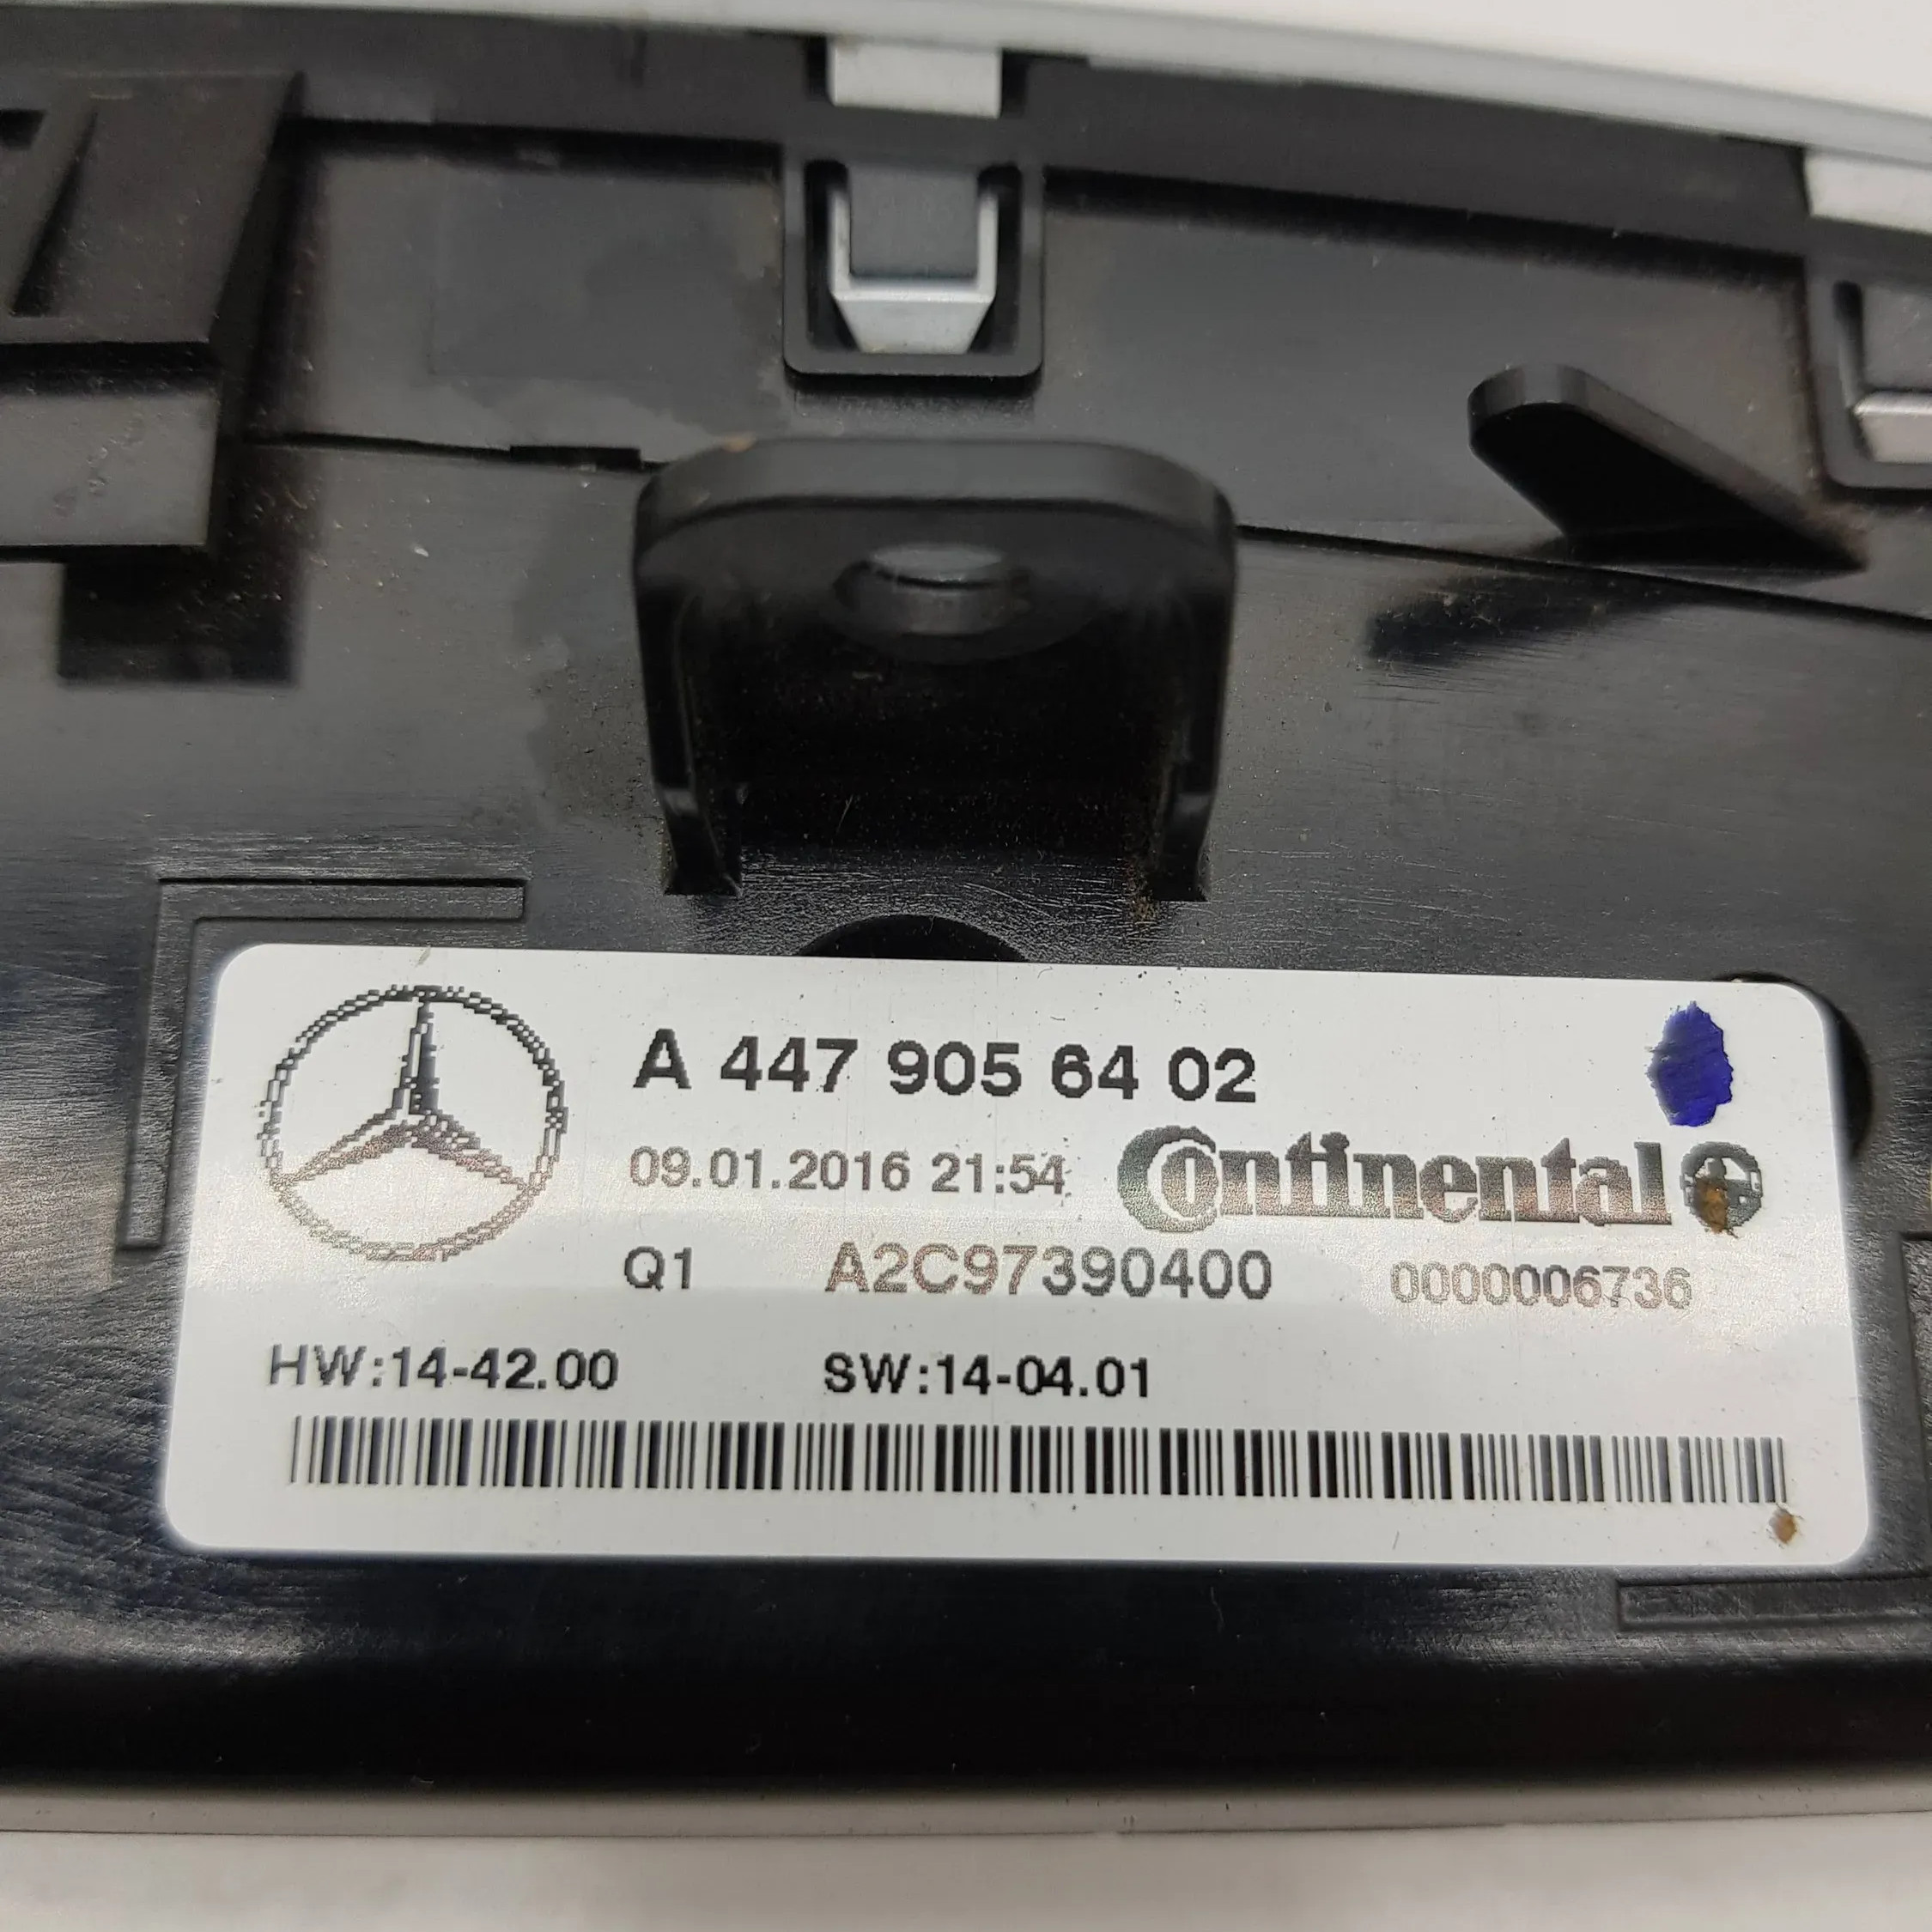 A 447 905 64 02
09.01.2016 21:54 Continental
Q1 A2C97390400 0000006736
HW:14-42.00 SW:14-04.01